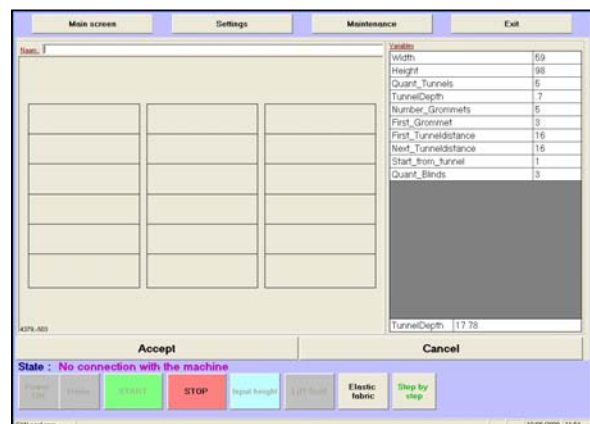 Main screen Settings Maintenance Exit
Name:
Variables
Width 59
Height 98
Quant_Tunnels 5
TunnelDepth .7
Number_Grommets 5
First_Grommet 3
First_Tunneldistance 16
Next_Tunneldistance 16
Start_from_tunnel 1
Quant_Blinds 3
TunnelDepth 17.78
Accept Cancel
State : No connection with the machine
START STOP Input height Elastic fabric Step by step